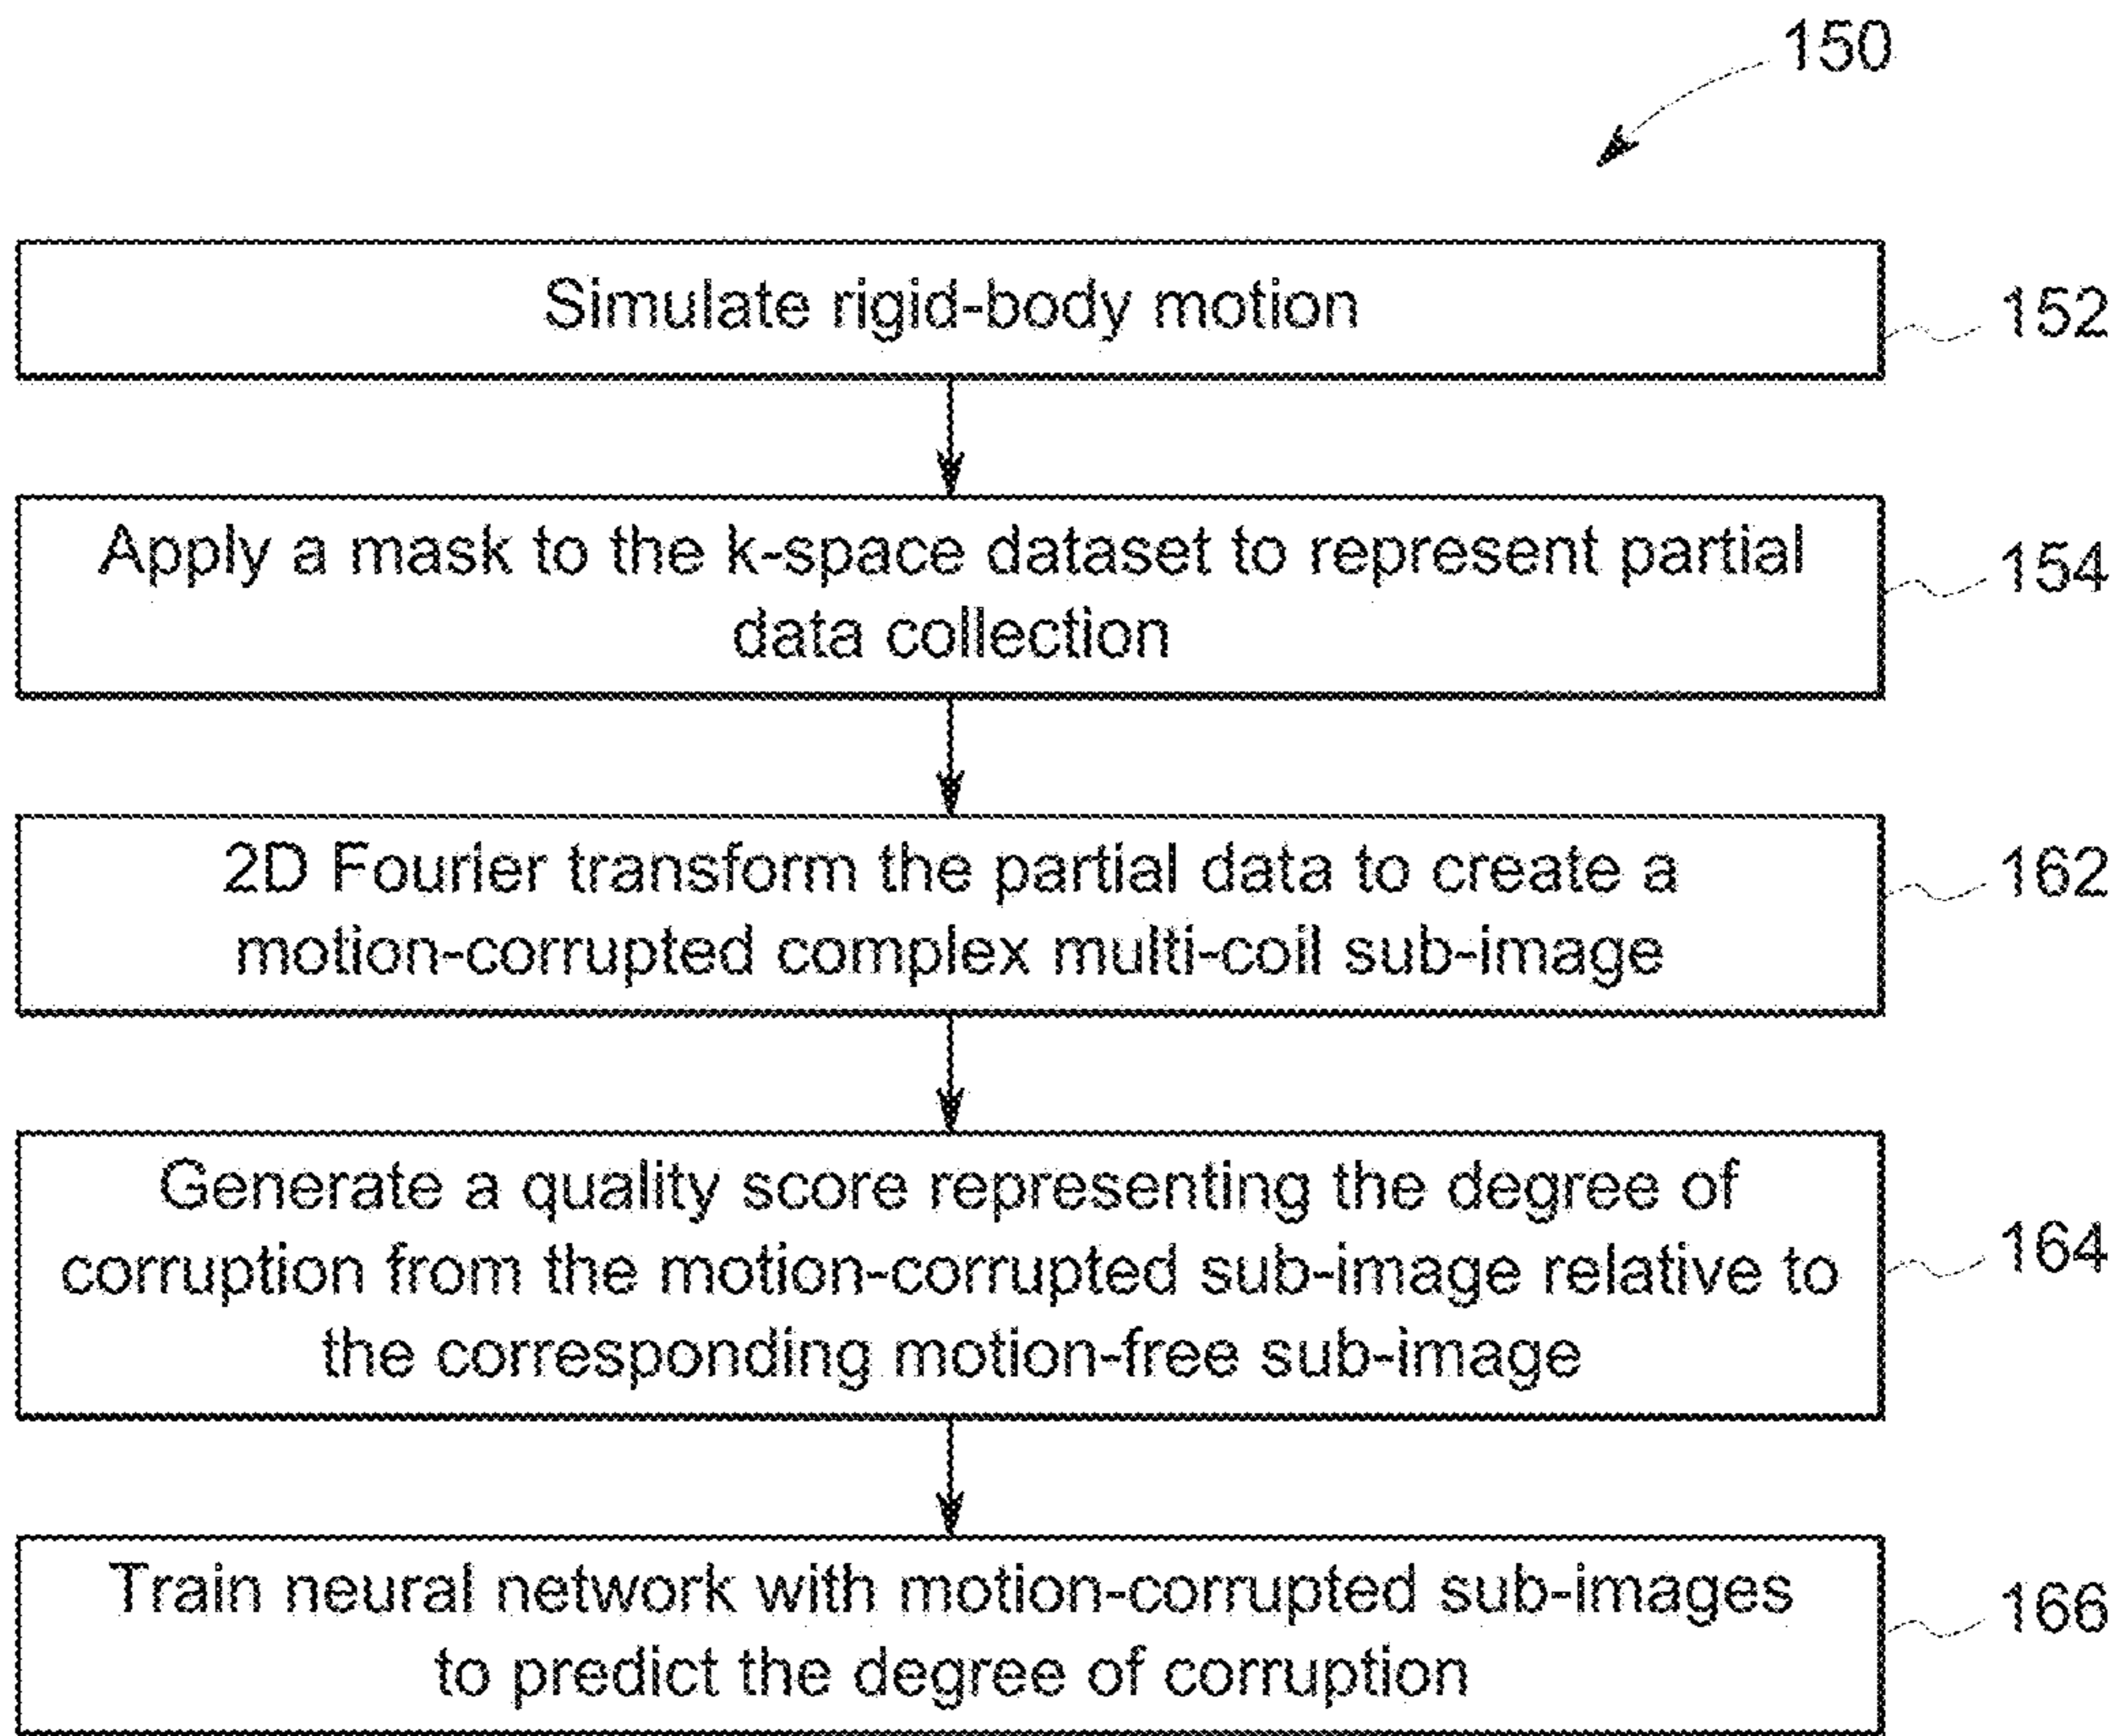 150
Simulate rigid-body motion
152
Apply a mask to the k-space dataset to represent partial
data collection
154
2D Fourier transform the partial data to create a
motion-corrupted complex multi-coil sub-image
162
Generate a quality score representing the degree of
corruption from the motion-corrupted sub-image relative to
the corresponding motion-free sub-image
164
Train neural network with motion-corrupted sub-images
to predict the degree of corruption
166